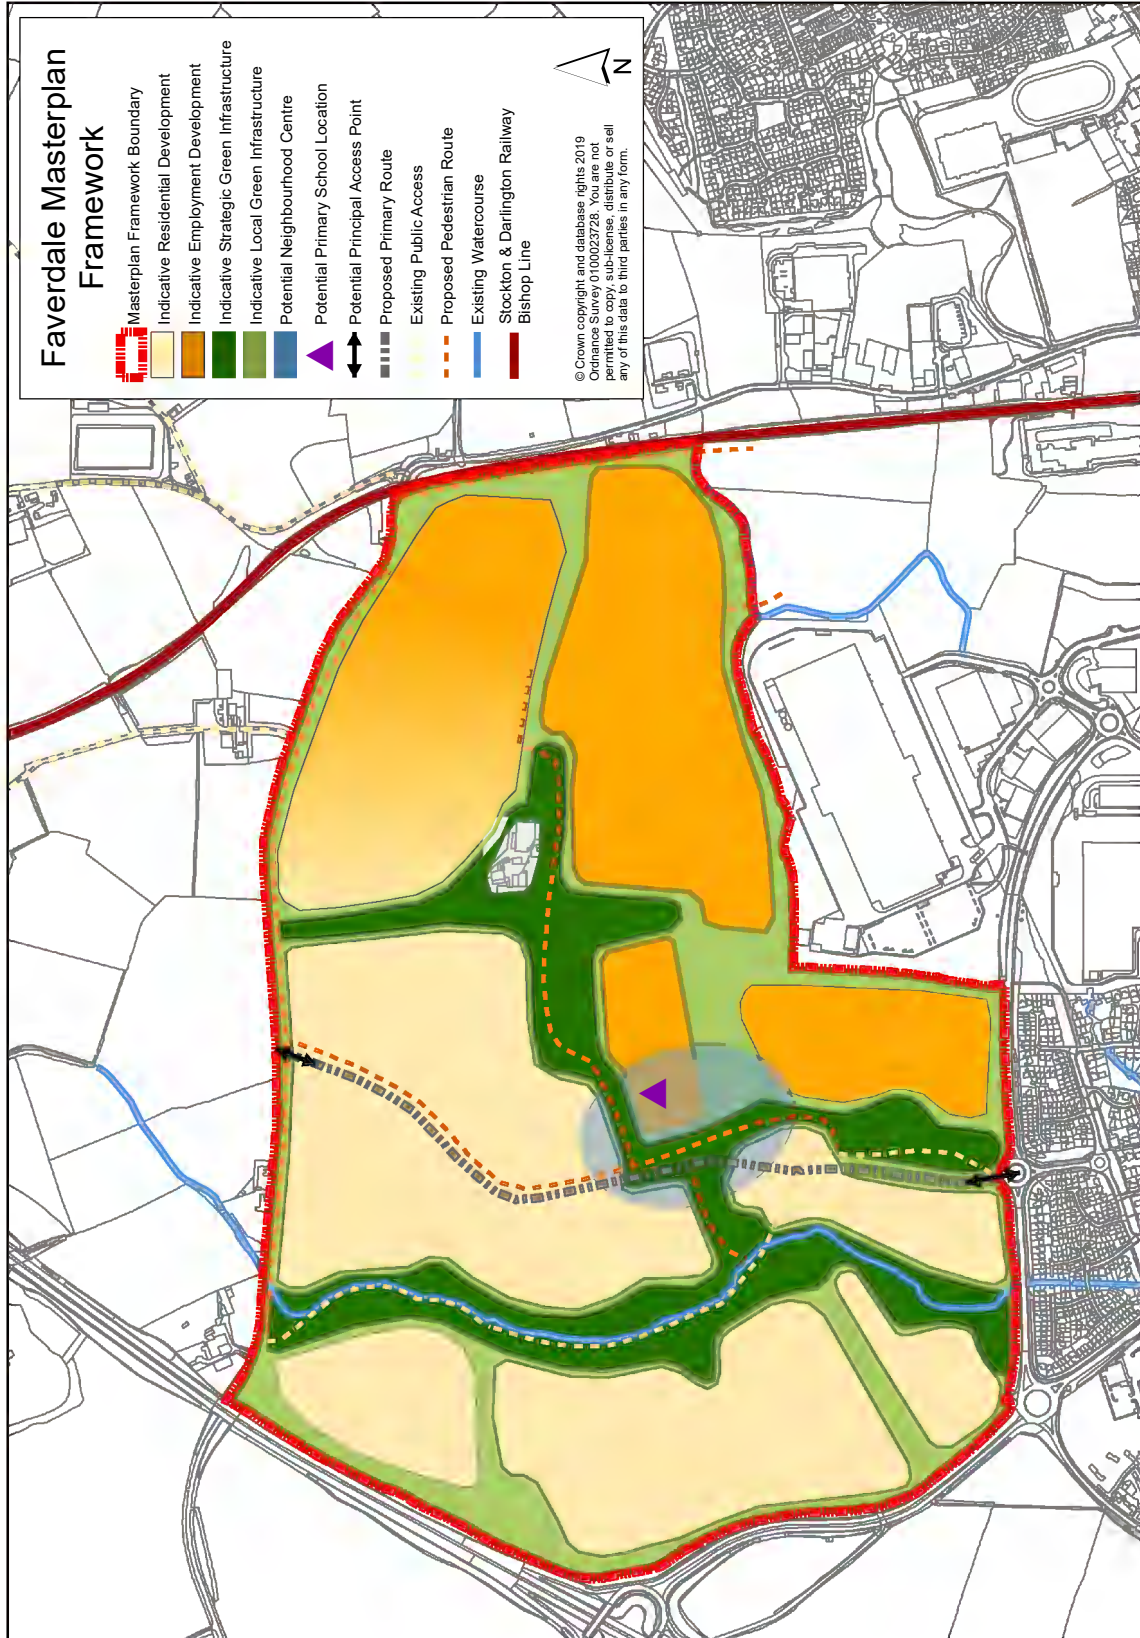 Faverdale Masterplan
Framework
Masterplan Framework Boundary
Indicative Residential Development
Indicative Employment Development
Indicative Strategic Green Infrastructure
Indicative Local Green Infrastructure
Potential Neighbourhood Centre
Potential Primary School Location
Potential Principal Access Point
Proposed Primary Route
Existing Public Access
Proposed Pedestrian Route
Existing Watercourse
Stockton & Darlington Railway
Bishop Line
© Crown copyright and database rights 2019
Ordnance Survey 0100023728. You are not
permitted to copy, sub-license, distribute or sell
any of this data to third parties in any form.
N